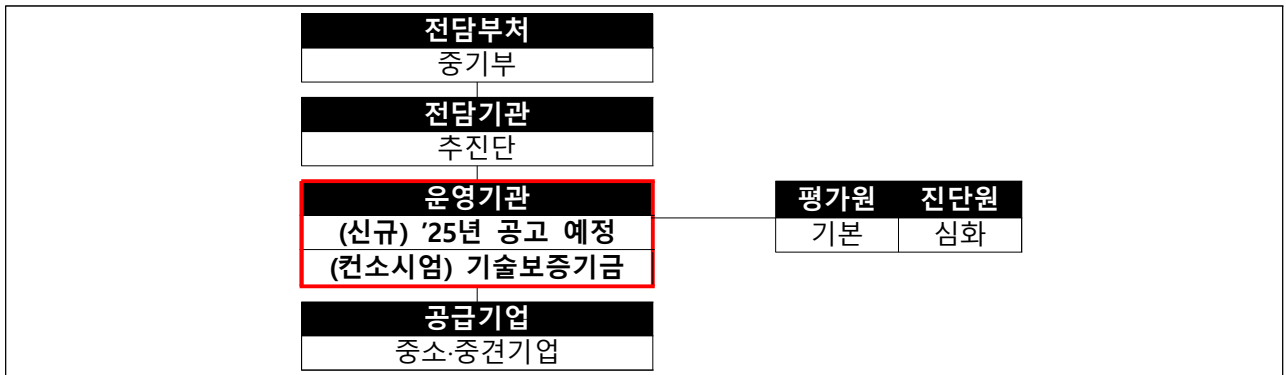 전담부처
중기부
전담기관
추진단
운영기관
(신규) ’25년 공고 예정
(컨소시엄) 기술보증기금
평가원 진단원
기본 심화
공급기업
중소·중견기업